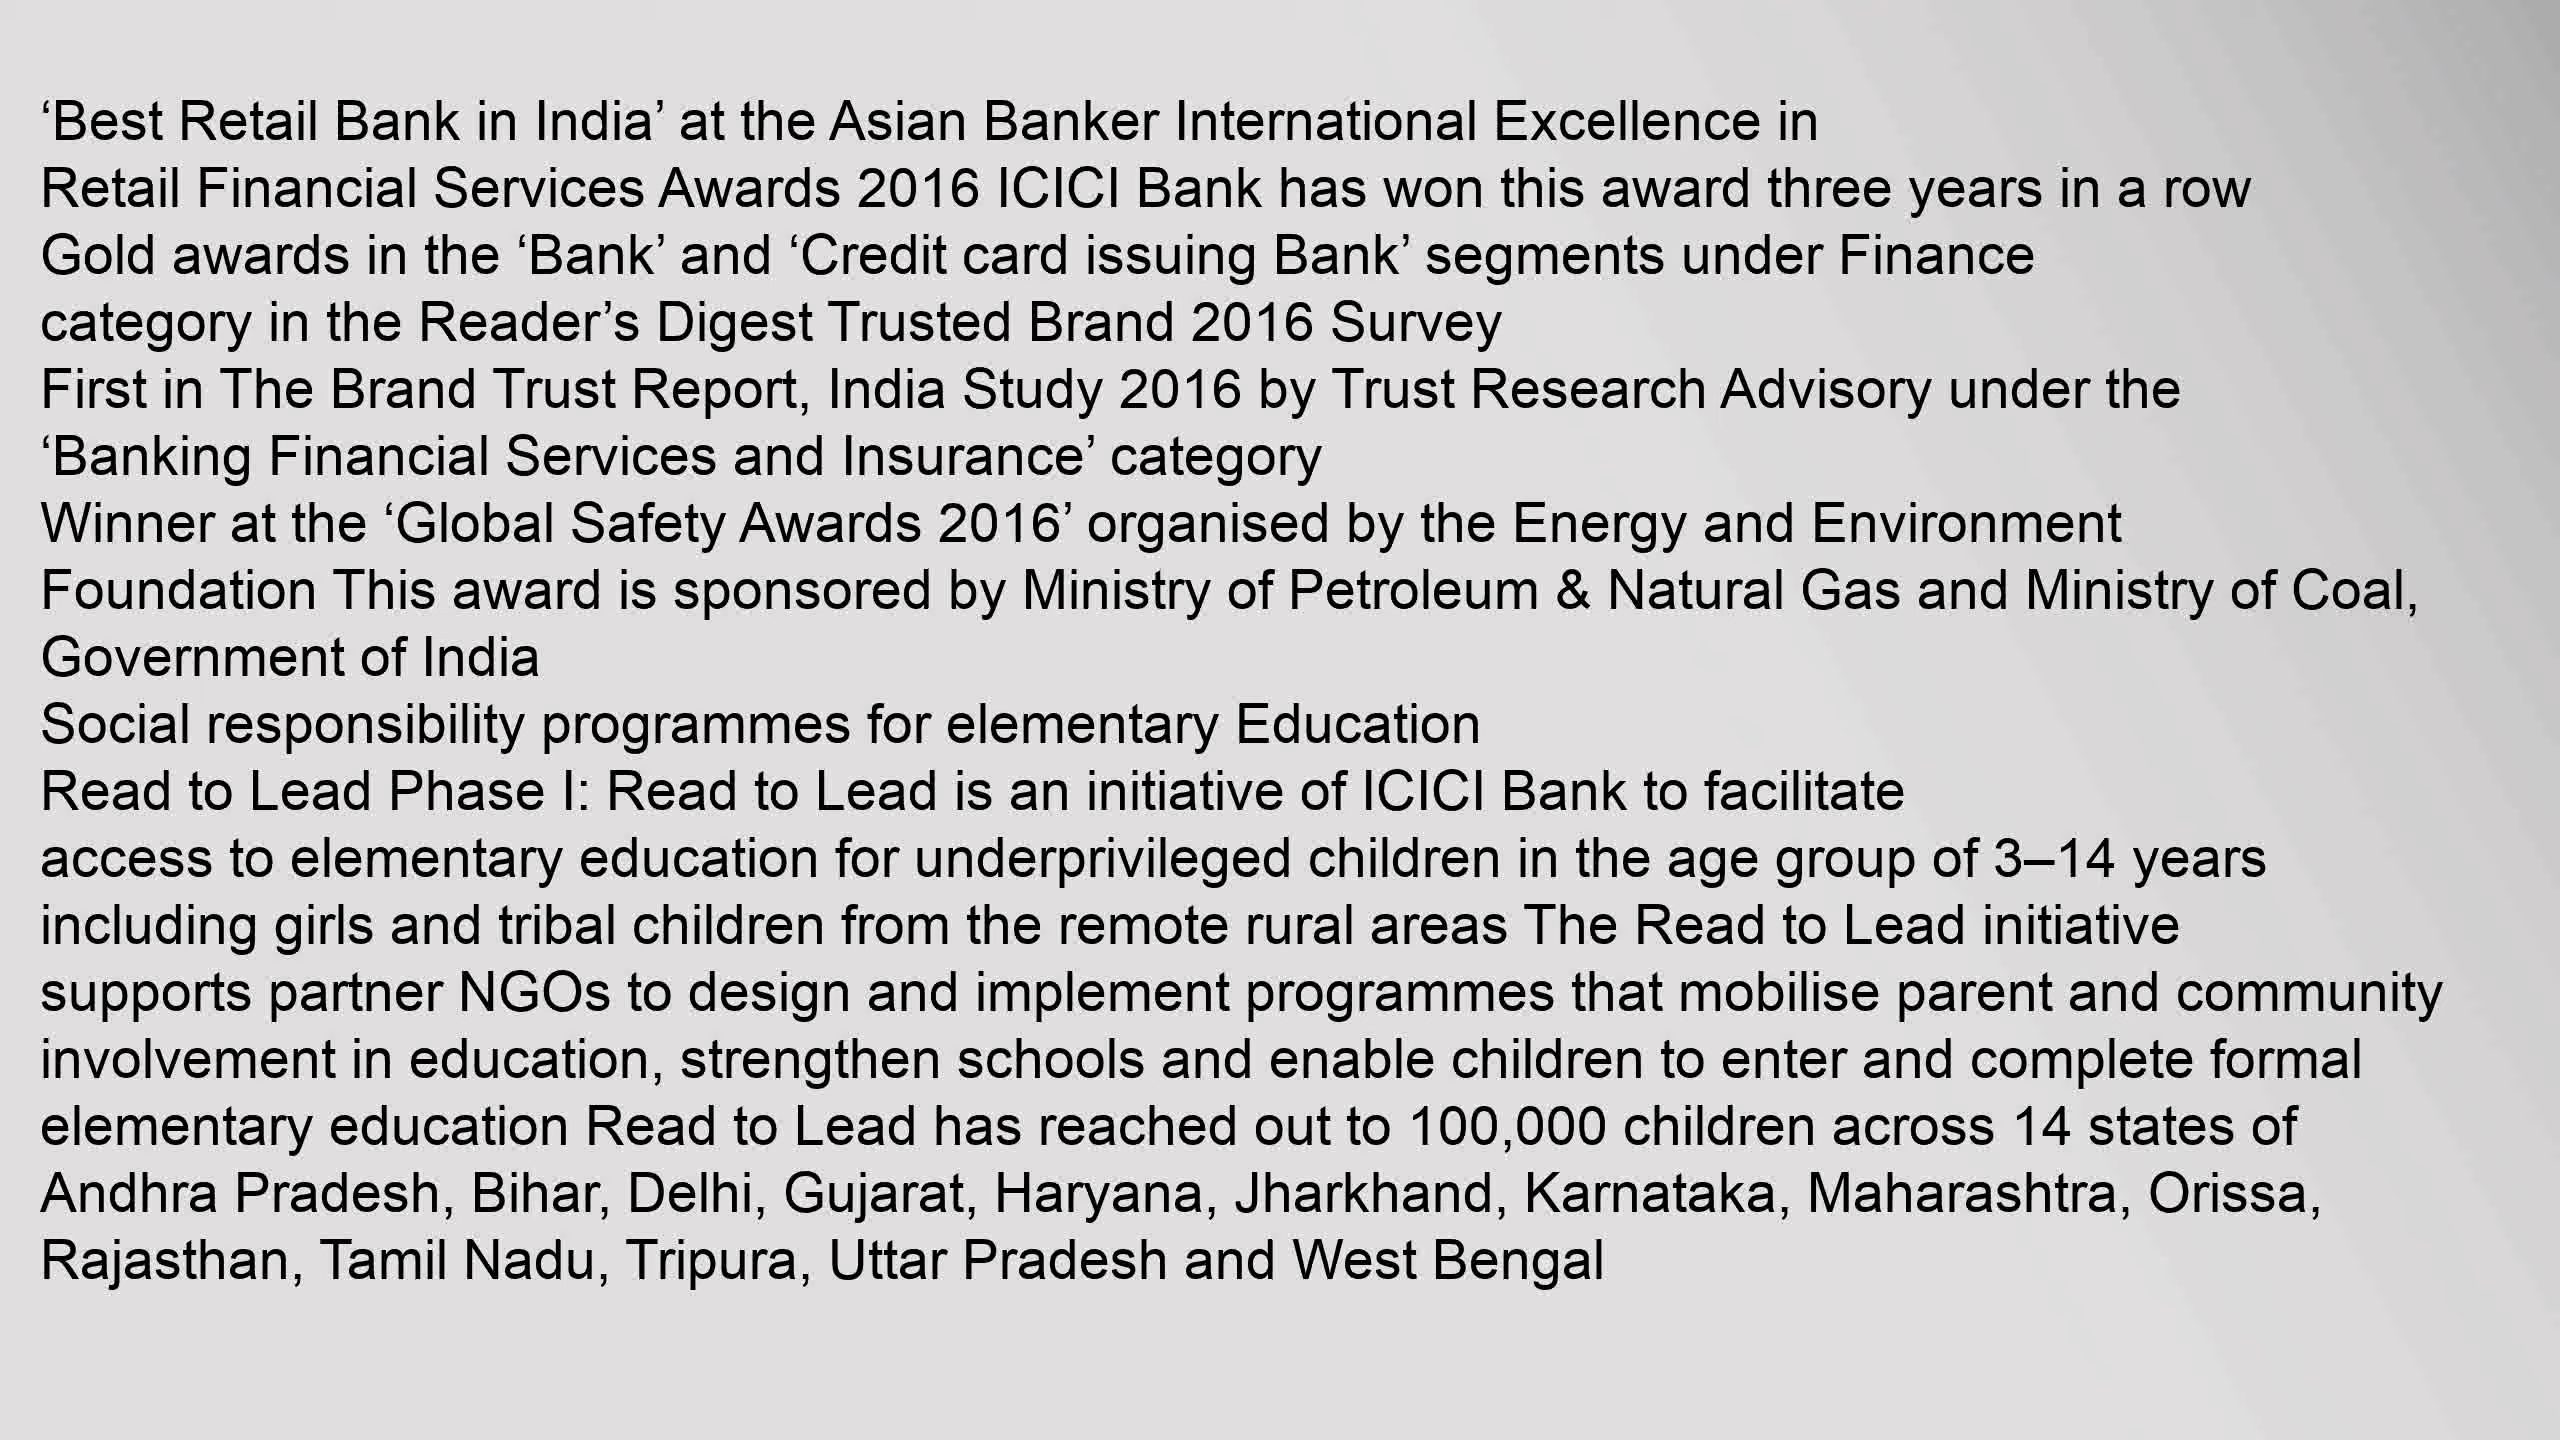 ‘Best Retail Bank in India’ at the Asian Banker International Excellence in
Retail Financial Services Awards 2016 ICICI Bank has won this award three years in a row
Gold awards in the ‘Bank’ and ‘Credit card issuing Bank’ segments under Finance
category in the Reader’s Digest Trusted Brand 2016 Survey
First in The Brand Trust Report, India Study 2016 by Trust Research Advisory under the
‘Banking Financial Services and Insurance’ category
Winner at the ‘Global Safety Awards 2016’ organised by the Energy and Environment
Foundation This award is sponsored by Ministry of Petroleum & Natural Gas and Ministry of Coal,
Government of India
Social responsibility programmes for elementary Education
Read to Lead Phase I: Read to Lead is an initiative of ICICI Bank to facilitate
access to elementary education for underprivileged children in the age group of 3–14 years
including girls and tribal children from the remote rural areas The Read to Lead initiative
supports partner NGOs to design and implement programmes that mobilise parent and community
involvement in education, strengthen schools and enable children to enter and complete formal
elementary education Read to Lead has reached out to 100,000 children across 14 states of
Andhra Pradesh, Bihar, Delhi, Gujarat, Haryana, Jharkhand, Karnataka, Maharashtra, Orissa,
Rajasthan, Tamil Nadu, Tripura, Uttar Pradesh and West Bengal